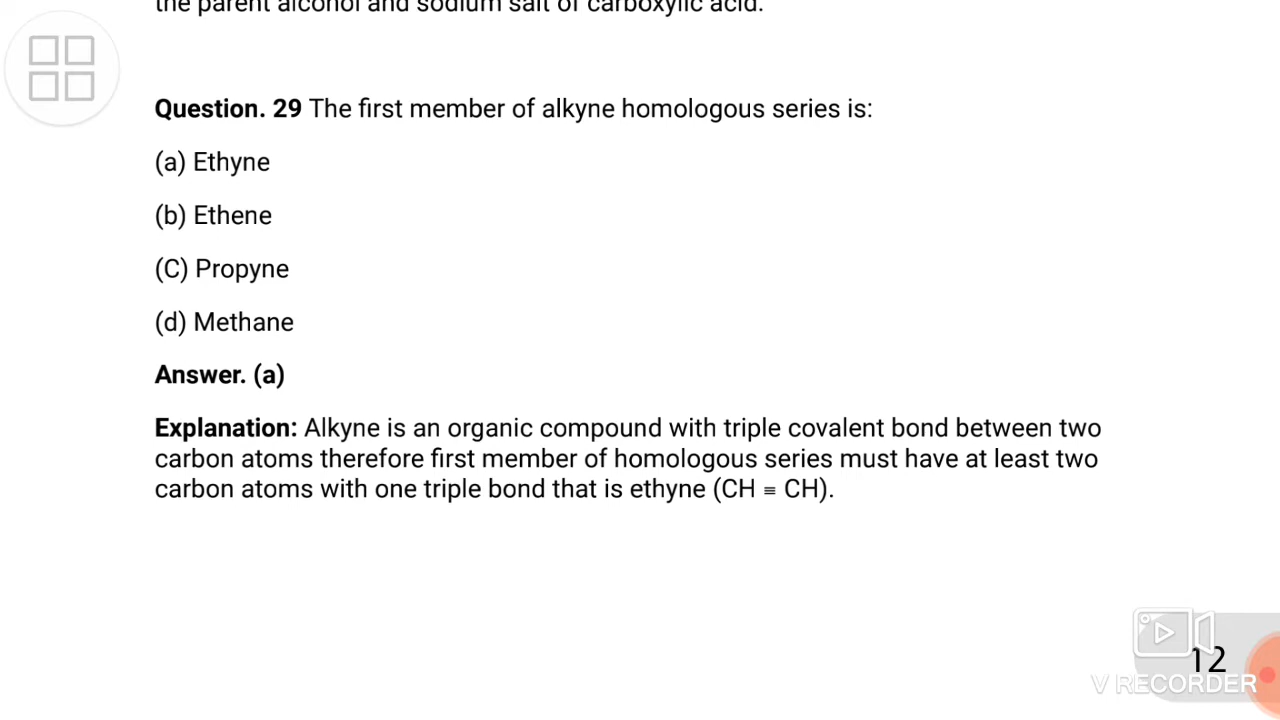 the parent alcohol and sodium salt of carboxylic acid.
Question. 29 The first member of alkyne homologous series is:
(a) Ethyne
(b) Ethene
(C) Propyne
(d) Methane
Answer. (a)
Explanation: Alkyne is an organic compound with triple covalent bond between two
carbon atoms therefore first member of homologous series must have at least two
carbon atoms with one triple bond that is ethyne (CH ≡ CH).
12
V RECORDER